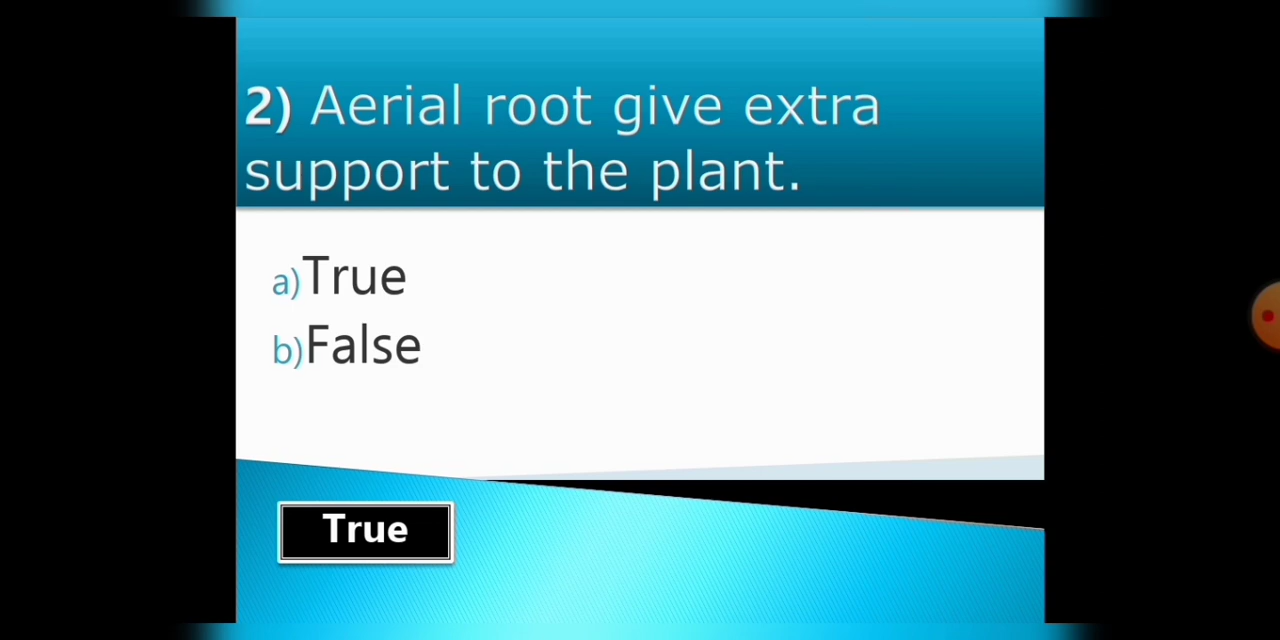 2) Aerial root give extra
support to the plant.
a)True
b)False
True